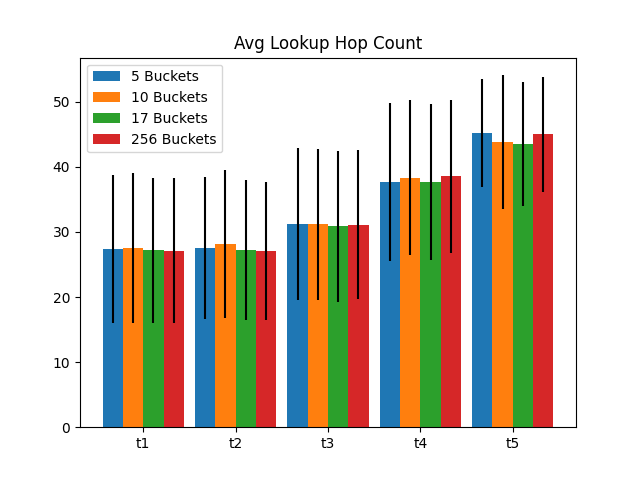 Avg Lookup Hop Count
5 Buckets
10 Buckets
17 Buckets
256 Buckets
50
40
30
20
10
0
t1 t2 t3 t4 t5